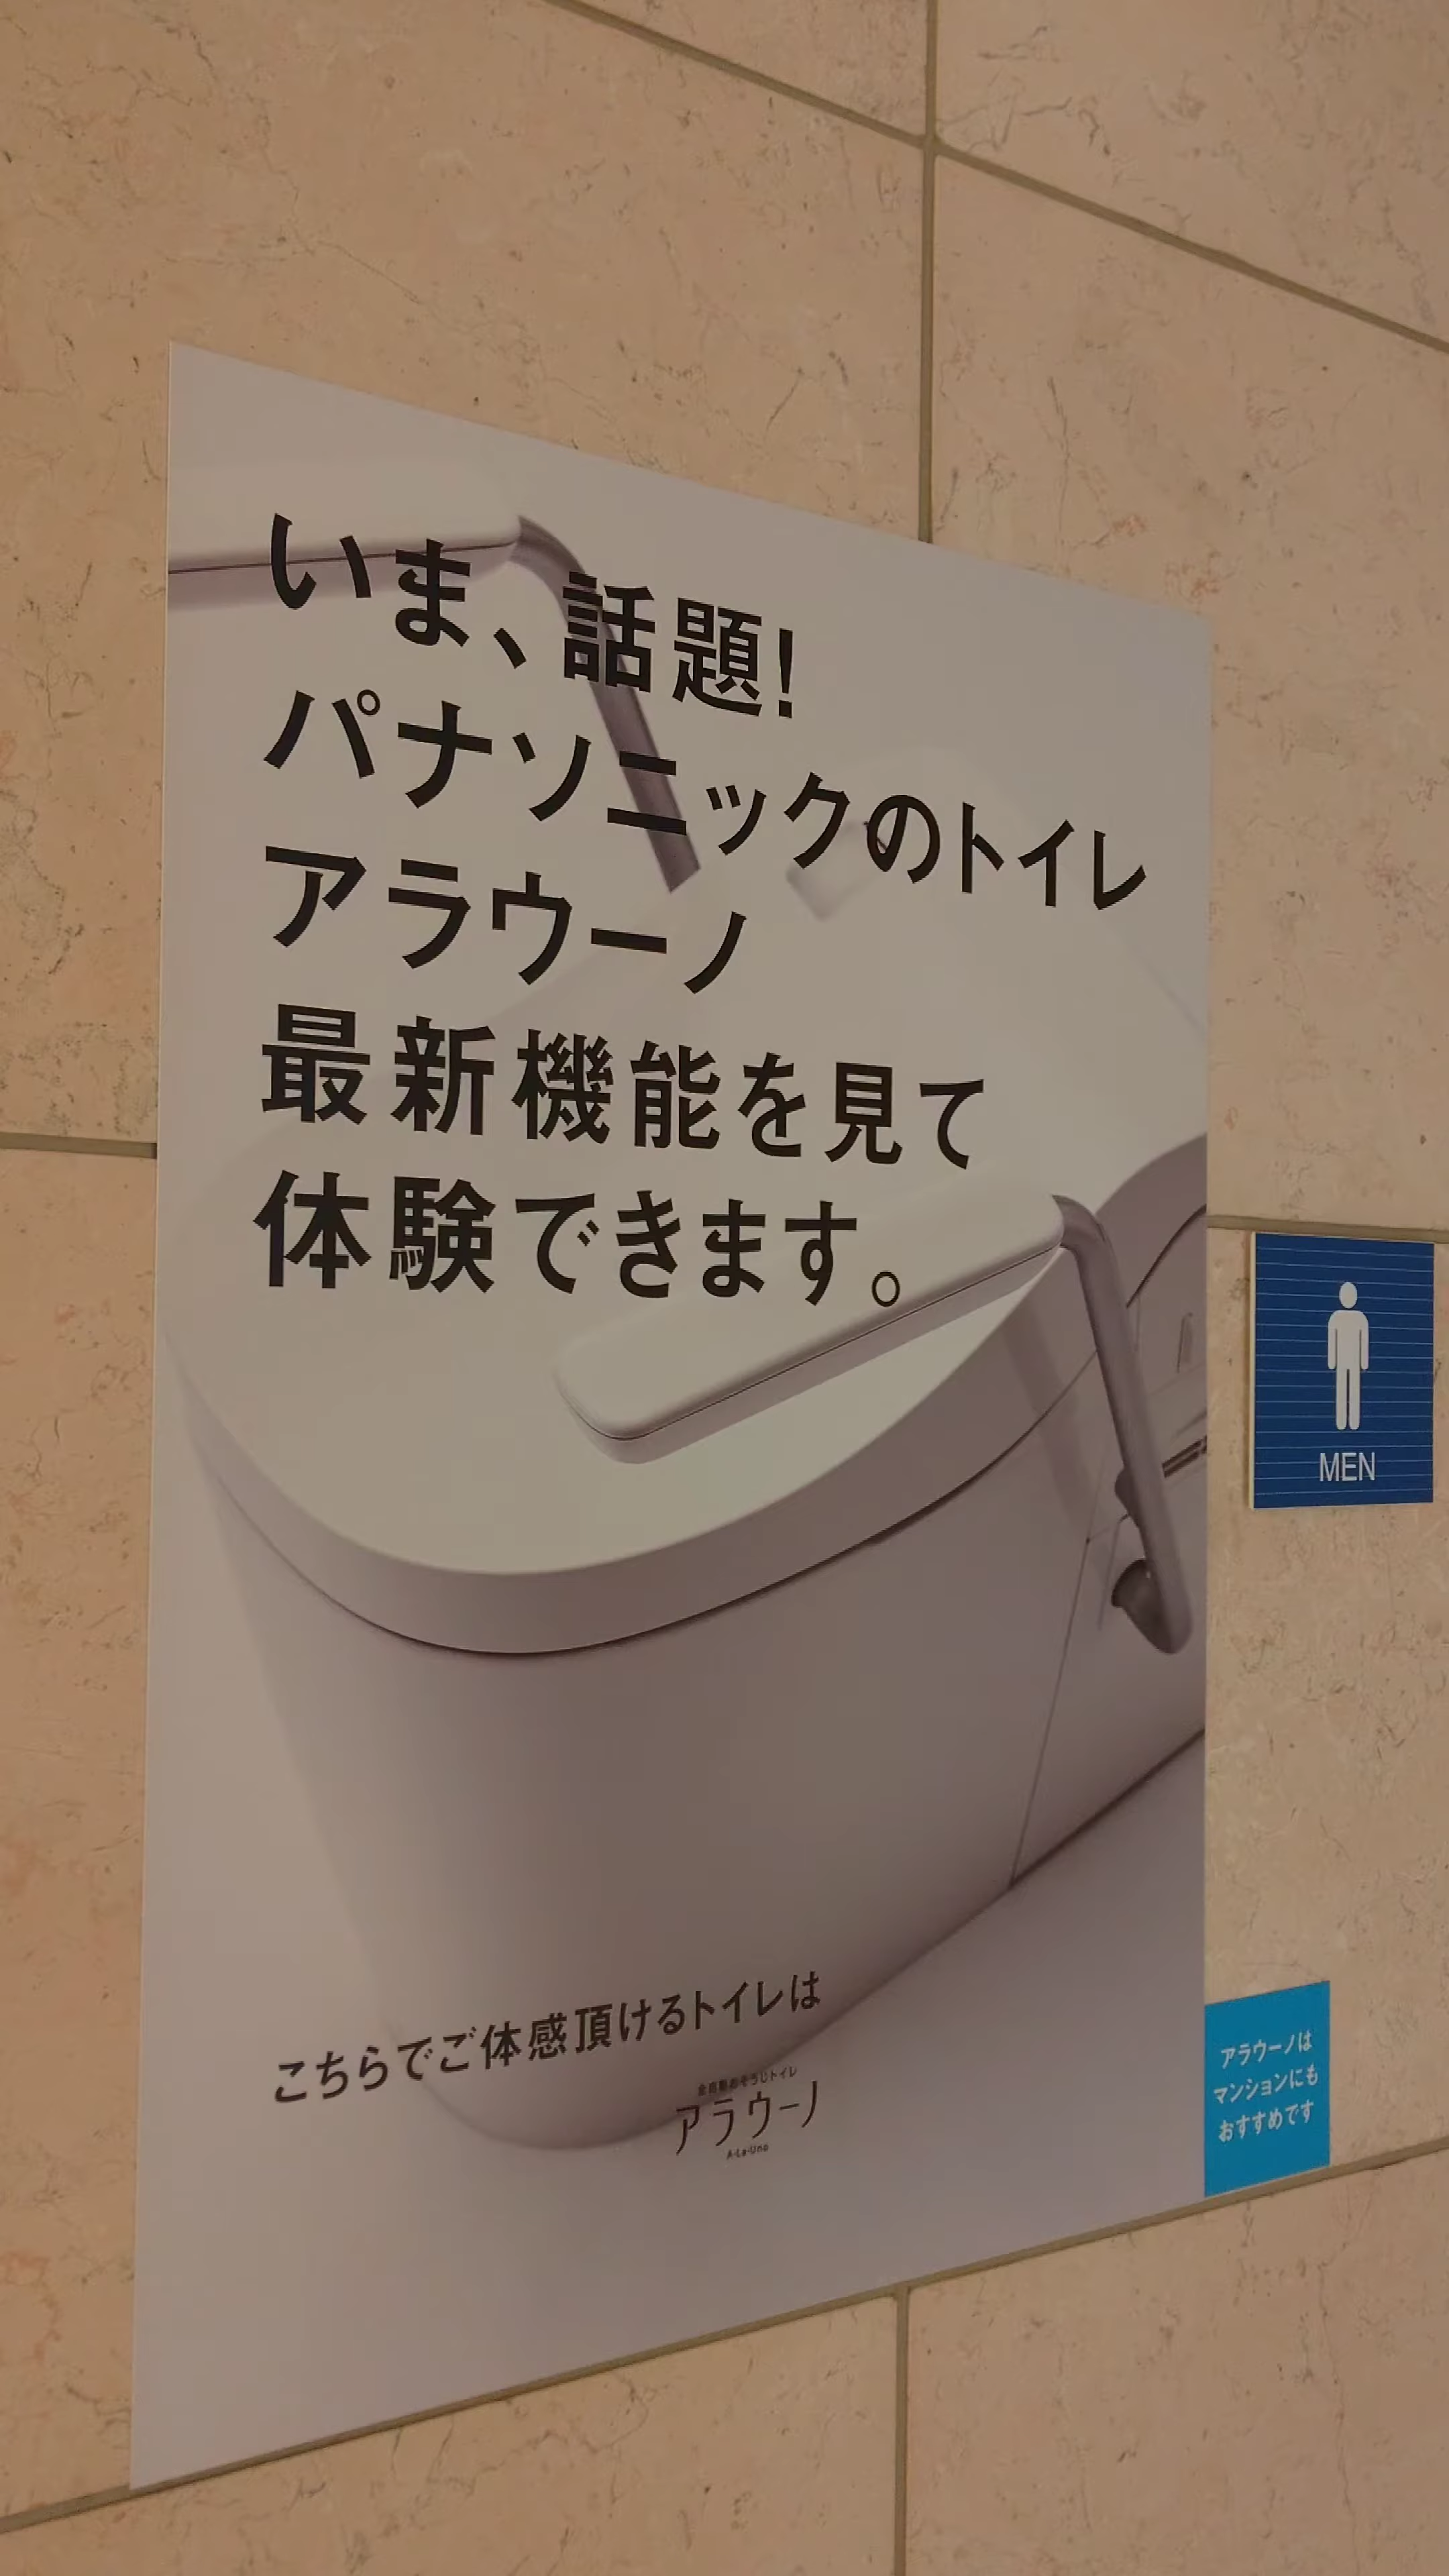 いま、話題!
パナソニックのトイレ
アラウーノ
最新機能を見て
体験できます。
MEN
こちらでご体感頂けるトイレは
全自動おそうじトイレ
アラウーノ
A・La・Uno
アラウーノは
マンションにも
おすすめです